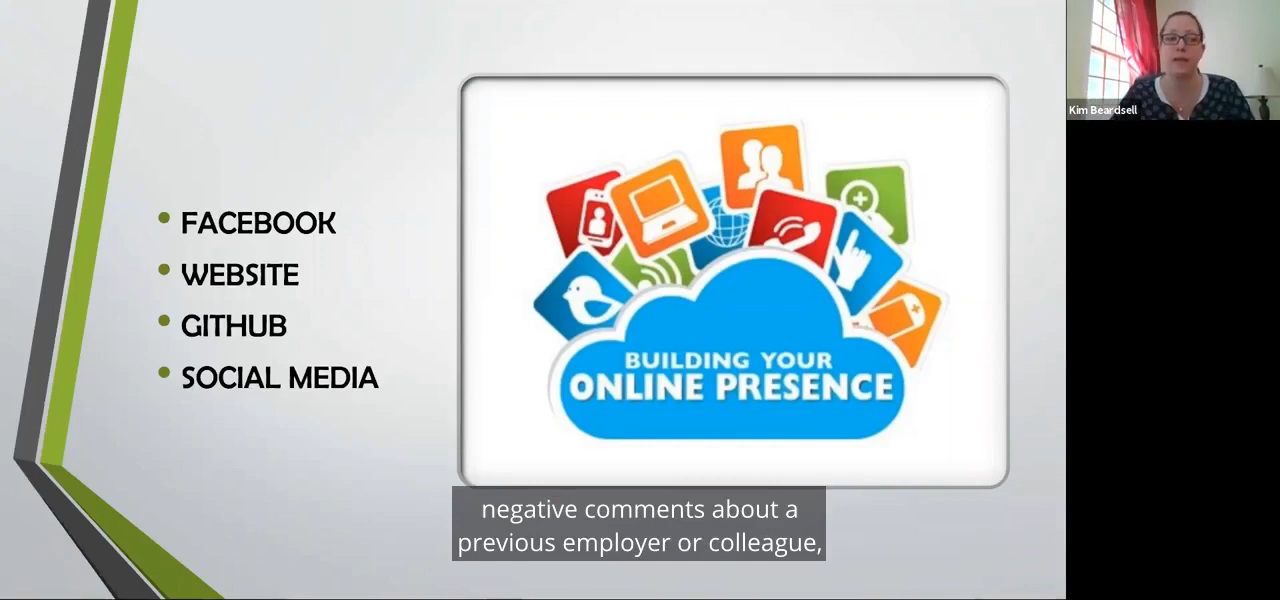 FACEBOOK
WEBSITE
GITHUB
SOCIAL MEDIA
BUILDING YOUR
ONLINE PRESENCE
negative comments about a
previous employer or colleague,
Kim Beardsell